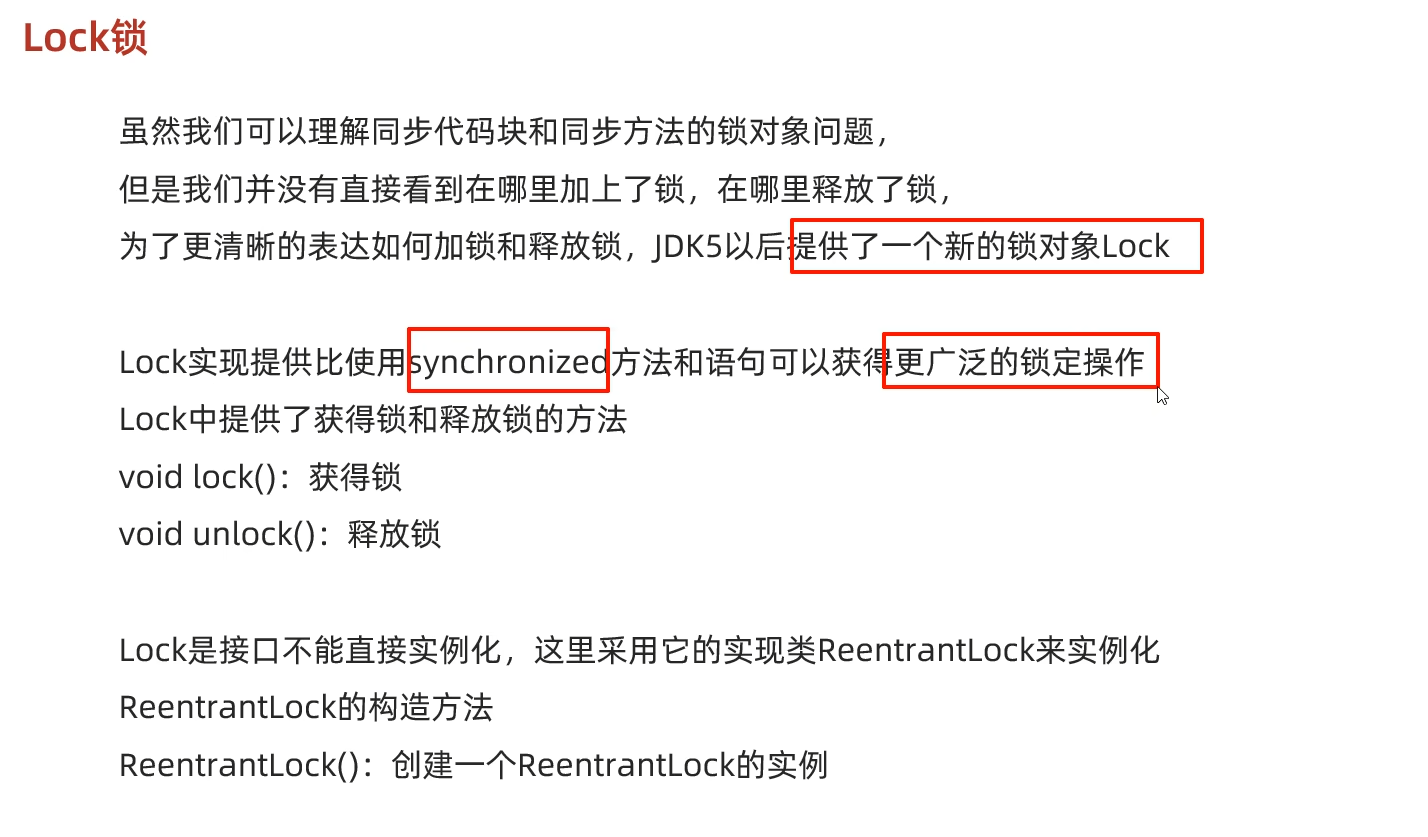 Lock锁
虽然我们可以理解同步代码块和同步方法的锁对象问题，
但是我们并没有直接看到在哪里加上了锁，在哪里释放了锁，
为了更清晰的表达如何加锁和释放锁，JDK5以后提供了一个新的锁对象Lock
Lock实现提供比使用synchronized方法和语句可以获得更广泛的锁定操作
Lock中提供了获得锁和释放锁的方法
void lock()：获得锁
void unlock()：释放锁
Lock是接口不能直接实例化，这里采用它的实现类ReentrantLock来实例化
ReentrantLock的构造方法
ReentrantLock()：创建一个ReentrantLock的实例